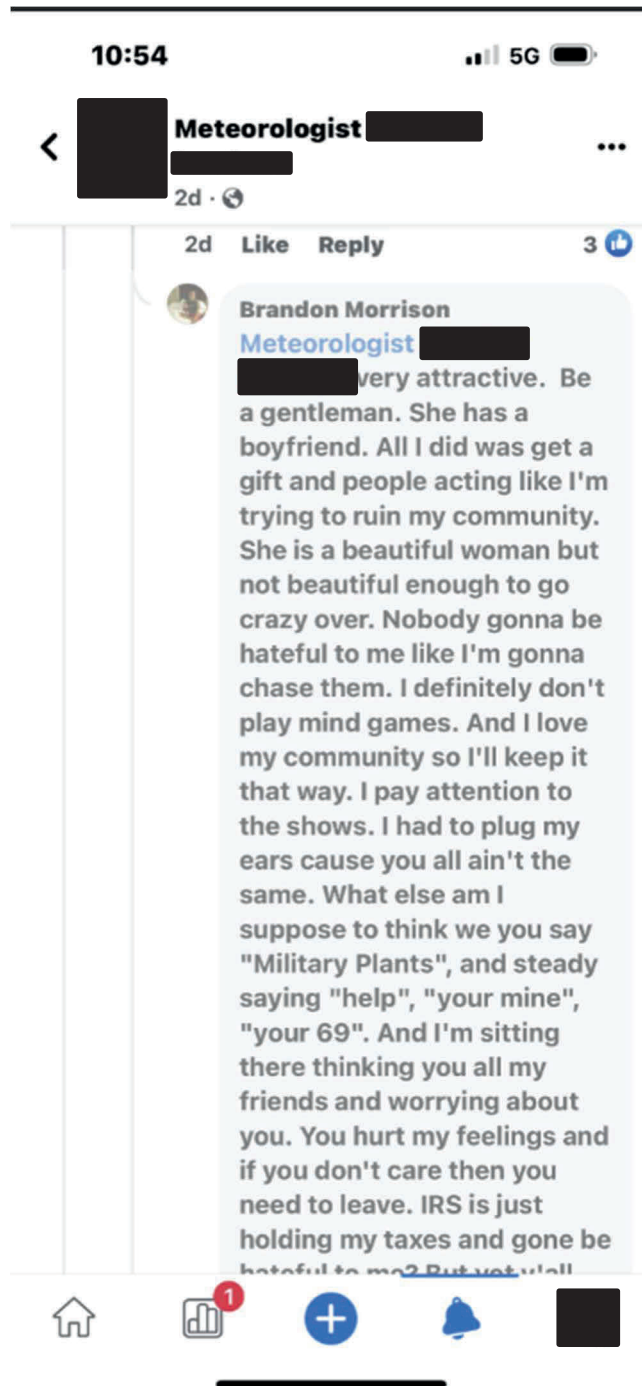 10:54
5G
Meteorologist
2d ·
2d Like Reply 3
Brandon Morrison
Meteorologist
very attractive. Be
a gentleman. She has a
boyfriend. All I did was get a
gift and people acting like I'm
trying to ruin my community.
She is a beautiful woman but
not beautiful enough to go
crazy over. Nobody gonna be
hateful to me like I'm gonna
chase them. I definitely don't
play mind games. And I love
my community so I'll keep it
that way. I pay attention to
the shows. I had to plug my
ears cause you all ain't the
same. What else am I
suppose to think we you say
"Military Plants", and steady
saying "help", "your mine",
"your 69". And I'm sitting
there thinking you all my
friends and worrying about
you. You hurt my feelings and
if you don't care then you
need to leave. IRS is just
holding my taxes and gone be
hateful to me? But yet y'all
1